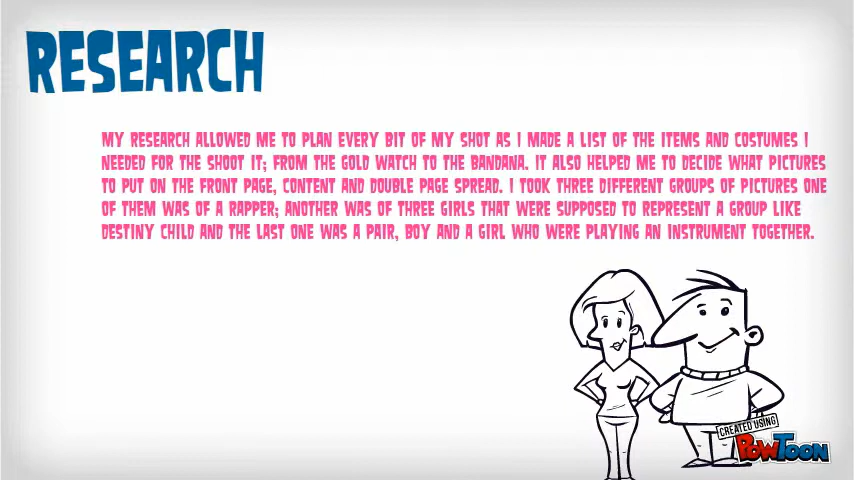 RESEARCH
MY RESEARCH ALLOWED ME TO PLAN EVERY BIT OF MY SHOT AS I MADE A LIST OF THE ITEMS AND COSTUMES I
NEEDED FOR THE SHOOT IT; FROM THE GOLD WATCH TO THE BANDANA. IT ALSO HELPED ME TO DECIDE WHAT PICTURES
TO PUT ON THE FRONT PAGE, CONTENT AND DOUBLE PAGE SPREAD. I TOOK THREE DIFFERENT GROUPS OF PICTURES ONE
OF THEM WAS OF A RAPPER; ANOTHER WAS OF THREE GIRLS THAT WERE SUPPOSED TO REPRESENT A GROUP LIKE
DESTINY CHILD AND THE LAST ONE WAS A PAIR, BOY AND A GIRL WHO WERE PLAYING AN INSTRUMENT TOGETHER.
CREATED USING
POWTOON